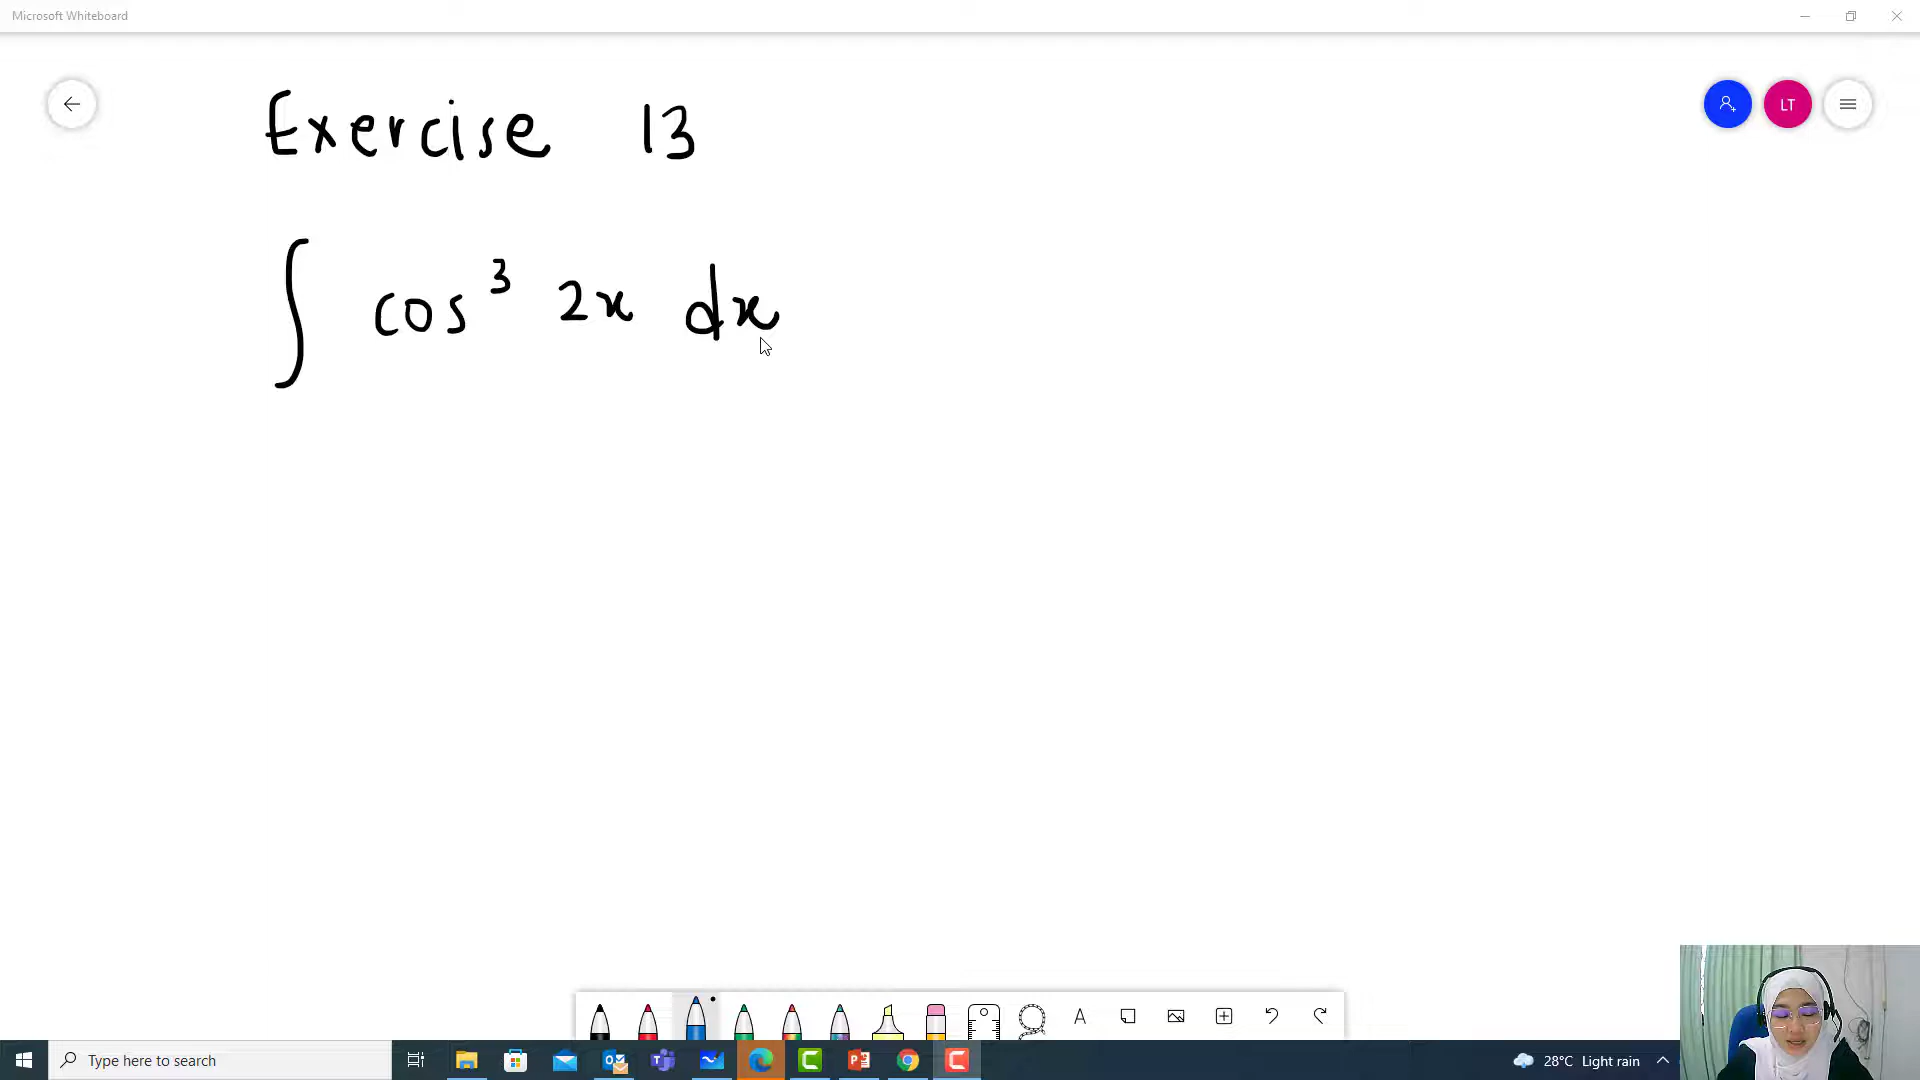 Microsoft Whiteboard
LT
Exercise 13
∫ cos³ 2x dx
A
Type here to search
28°C Light rain